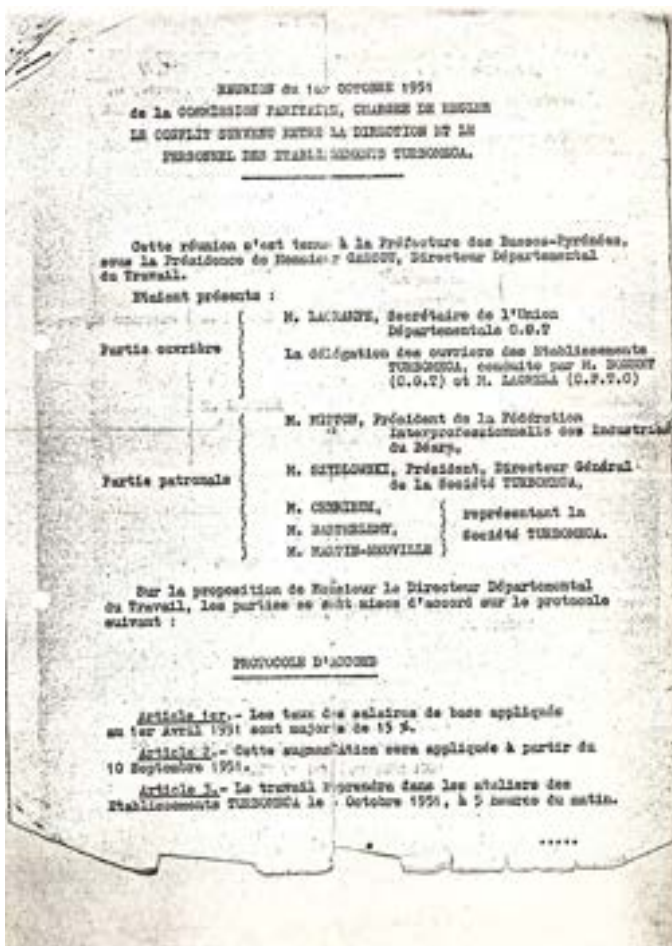 REUNION du 1er OCTOBRE 1951
de la COMMISSION PARITAIRE, CHARGEE DE REGLER
LE CONFLIT SURVENU ENTRE LA DIRECTION ET LE
PERSONNEL DES ETABLISSEMENTS TURBOMECA.
Cette réunion s'est tenue à la Préfecture des Basses-Pyrénées,
sous la Présidence de Monsieur Directeur Départemental
du Travail.
Etaient présents :
Partie ouvrière
M. Secrétaire de l'Union
Départementale C.G.T
La délégation des ouvriers des Etablissements
TURBOMECA, conduite par M.
(C.G.T) et M. (C.F.T.C)
Partie patronale
M. Président de la Fédération
Interprofessionnelle des Industries
du Béarn,
M. SZYDLOWSKI, Président, Directeur Général
de la Société TURBOMECA,
M.
M. BARTHELEMY,
M. MARTIN-NEUVILLE
représentant la
Société TURBOMECA.
Sur la proposition de Monsieur le Directeur Départemental
du Travail, les parties se sont mises d'accord sur le protocole
suivant :
PROTOCOLE D'ACCORD
Article 1er.- Les taux des salaires de base appliqués
au 1er Avril 1951 sont majorés de 15 %.
Article 2.- Cette augmentation sera appliquée à partir du
10 Septembre 1951.
Article 3.- Le travail reprendra dans les ateliers des
Etablissements TURBOMECA le Octobre 1951, à 5 heures du matin.
.....